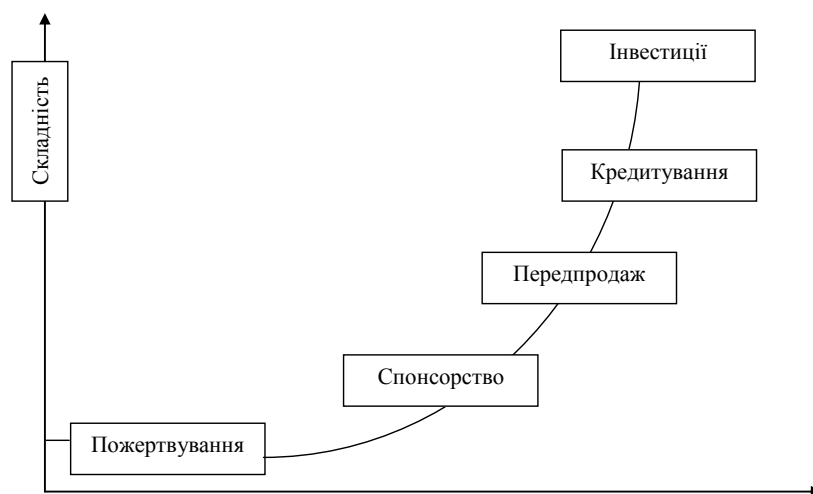 Інвестиції
Складність
Кредитування
Передпродаж
Спонсорство
Пожертвування